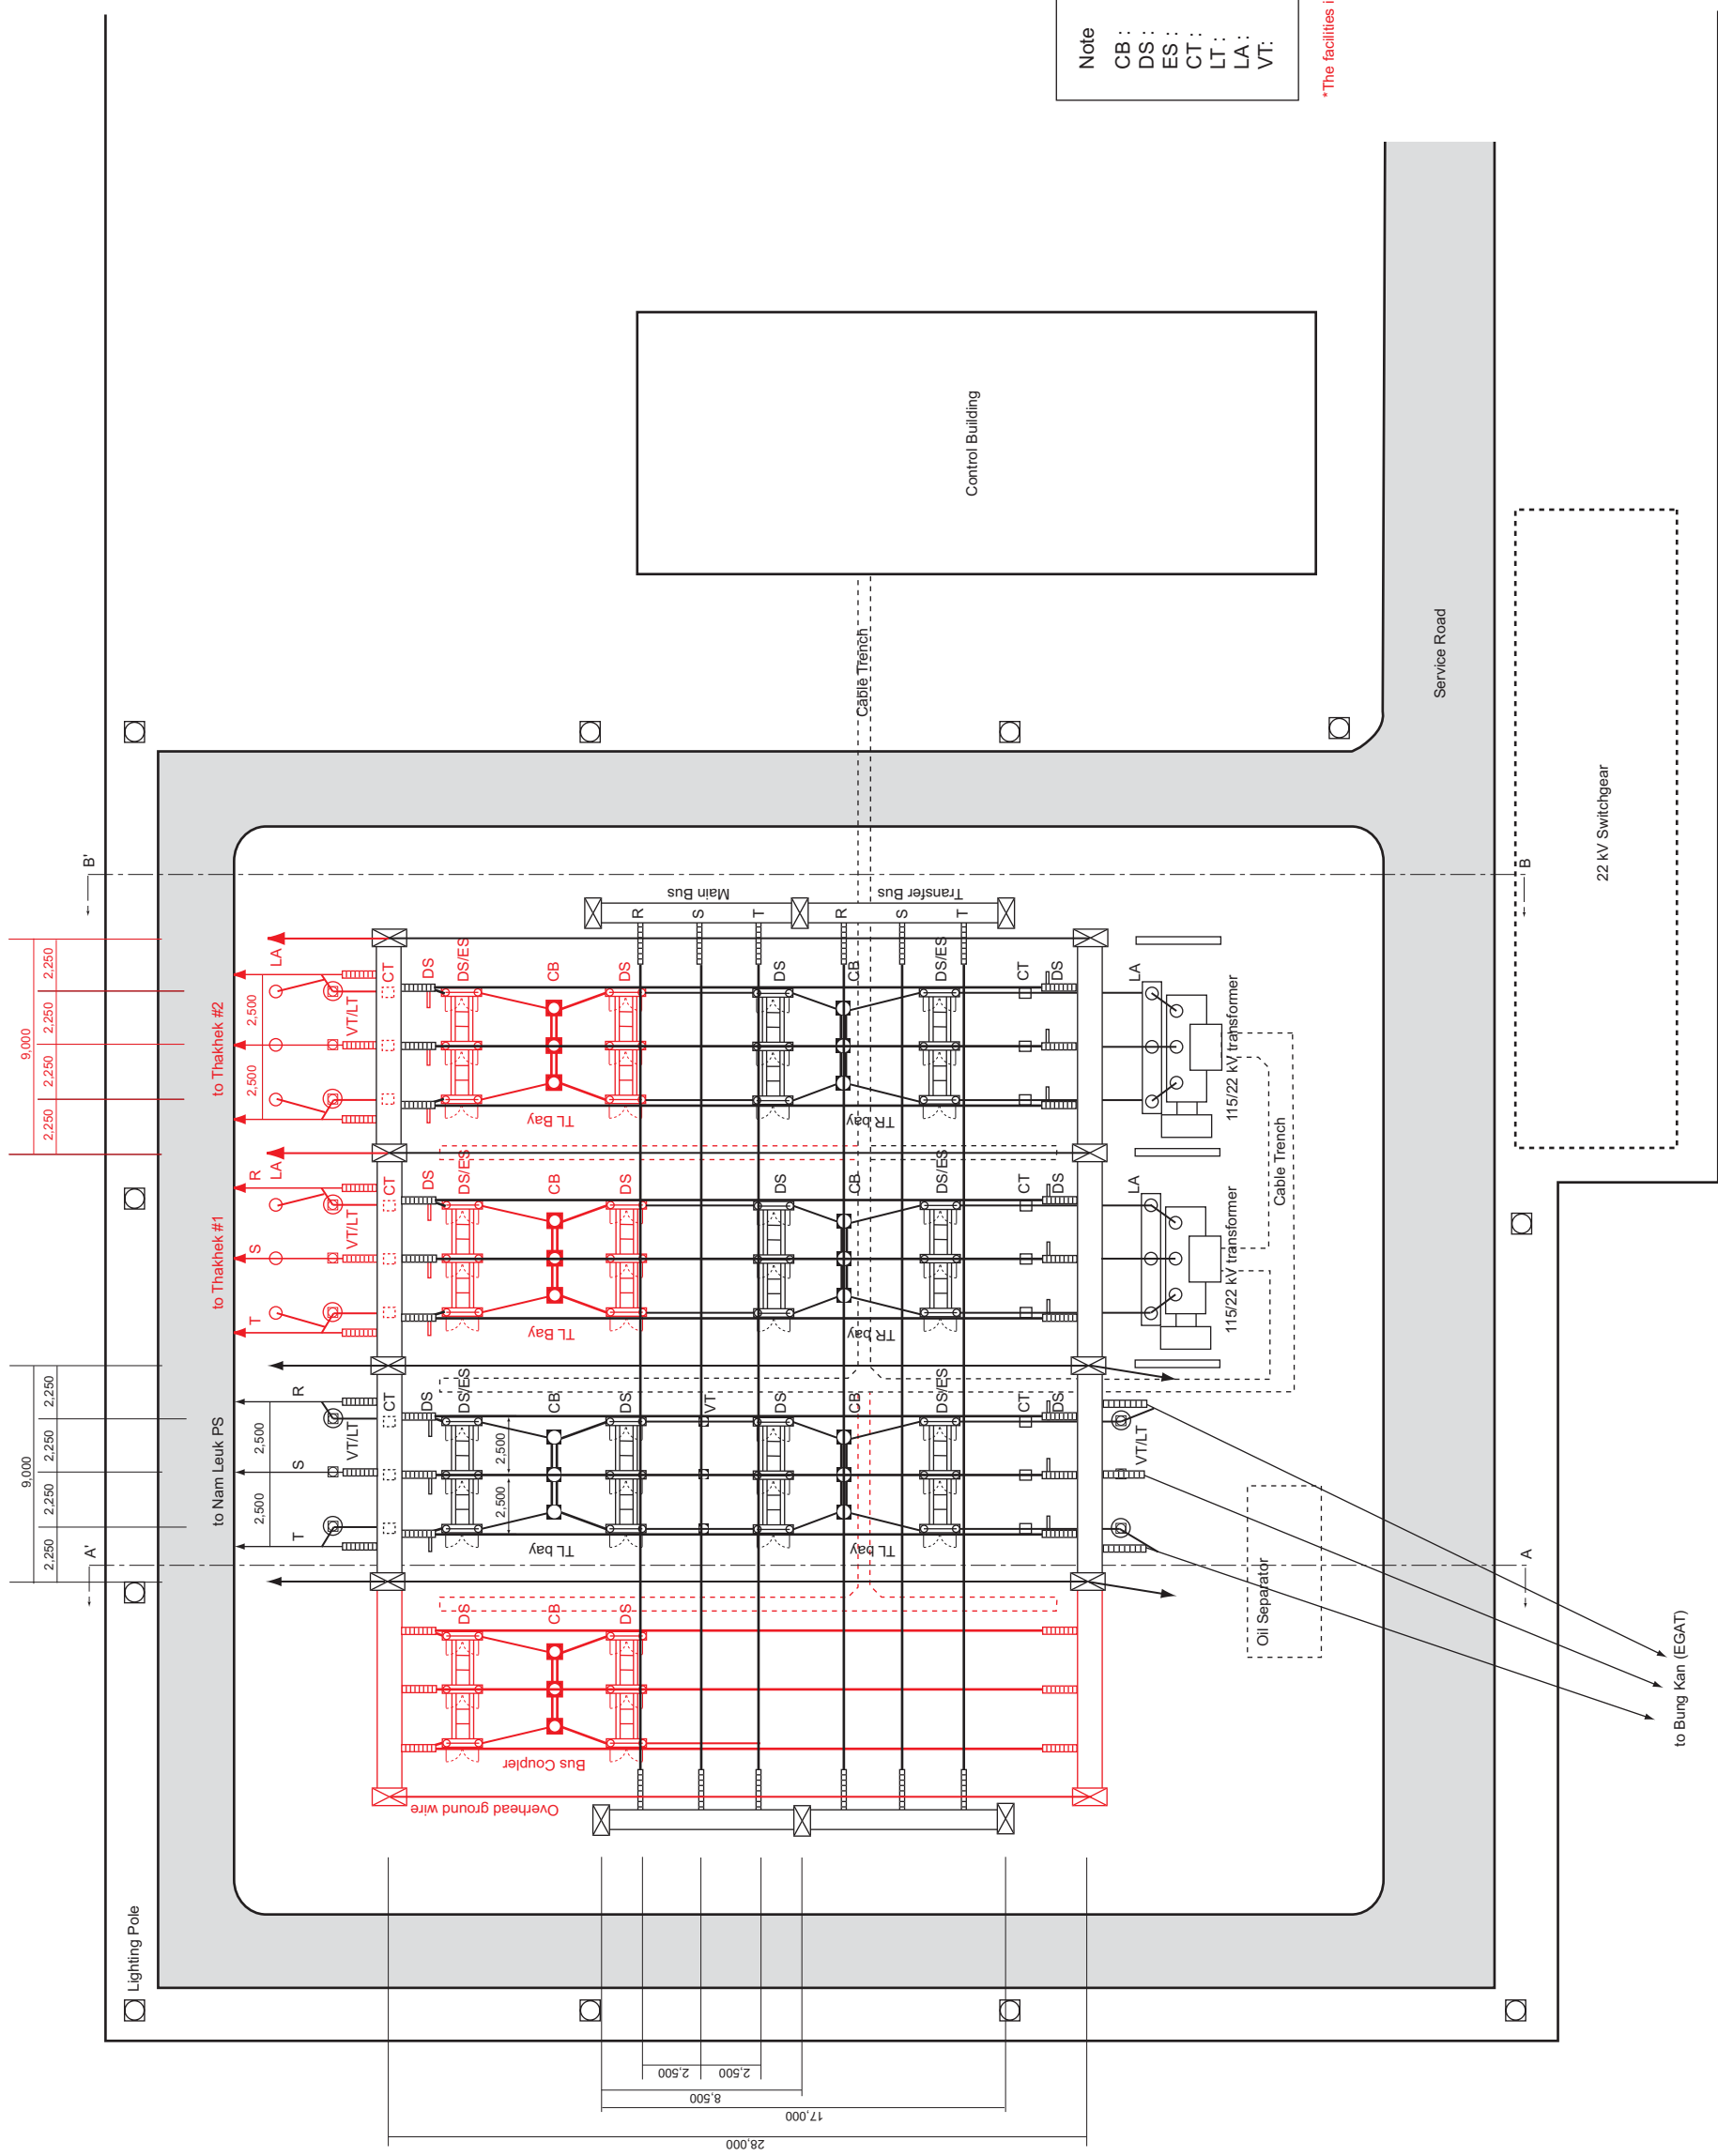 9,000
9,000
2,250
2,250
2,250
2,250
2,250
2,250
2,250
2,250
A'
B'
Lighting Pole
to Nam Leuk PS
to Thakhek #1
to Thakhek #2
T
S
R
2,500
2,500
T
S
R
LA
2,500
2,500
LA
VT/LT
VT/LT
VT/LT
CT
CT
CT
DS
DS
DS
DS
DS/ES
DS/ES
DS/ES
2,500
2,500
CB
CB
CB
CB
DS
DS
DS
DS
Overhead ground wire
Bus Coupler
TL bay
TL Bay
TL Bay
VT
R
S
T
Main Bus
DS
DS
DS
R
S
T
Transfer Bus
CB
CB
CB
TL bay
TR bay
TR bay
DS/ES
DS/ES
DS/ES
CT
CT
CT
DS
DS
DS
VT/LT
LA
LA
115/22 kV transformer
115/22 kV transformer
Cable Trench
Cable Trench
Oil Separator
Control Building
Service Road
A
B
22 kV Switchgear
to Bung Kan (EGAT)
2,500
2,500
8,500
17,000
28,000
Note
CB :
DS :
ES :
CT :
LT :
LA :
VT:
*The facilities i